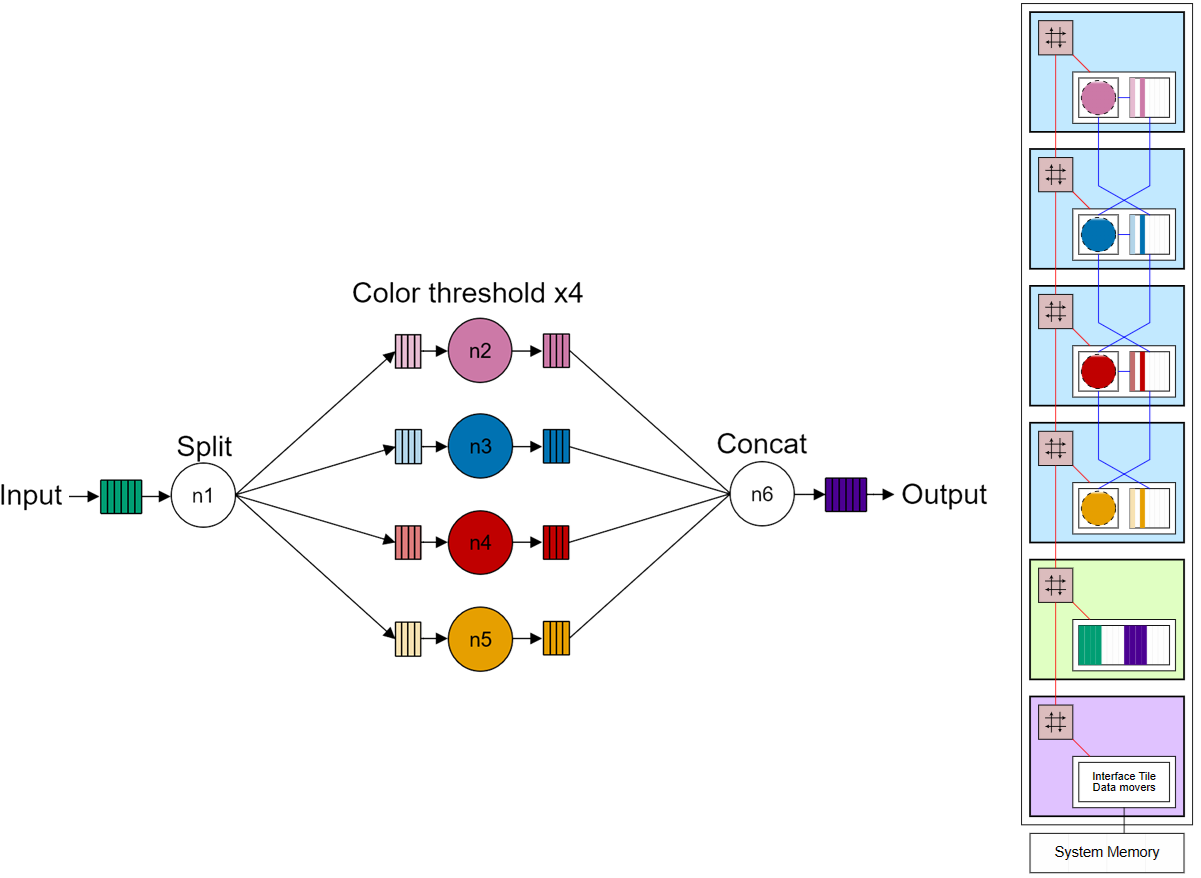 Color threshold x4
n2
Split
n3
Concat
Input
n1
n6
Output
n4
n5
Interface Tile
Data movers
System Memory